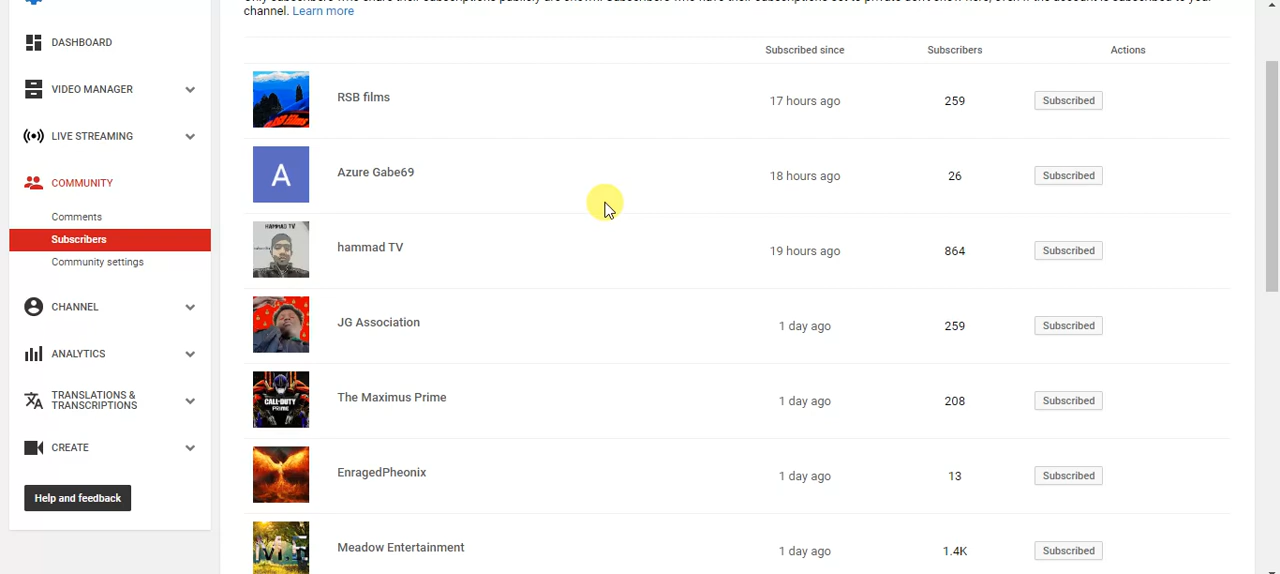 channel. Learn more
DASHBOARD
VIDEO MANAGER
LIVE STREAMING
COMMUNITY
Comments
Subscribers
Community settings
CHANNEL
ANALYTICS
TRANSLATIONS &
TRANSCRIPTIONS
CREATE
Help and feedback
Subscribed since Subscribers Actions
RSB films 17 hours ago 259 Subscribed
A
Azure Gabe69 18 hours ago 26 Subscribed
HAMMAD TV
hammad TV 19 hours ago 864 Subscribed
JG Association 1 day ago 259 Subscribed
CALL-DUTY
PRIME
The Maximus Prime 1 day ago 208 Subscribed
EnragedPheonix 1 day ago 13 Subscribed
Meadow Entertainment 1 day ago 1.4K Subscribed